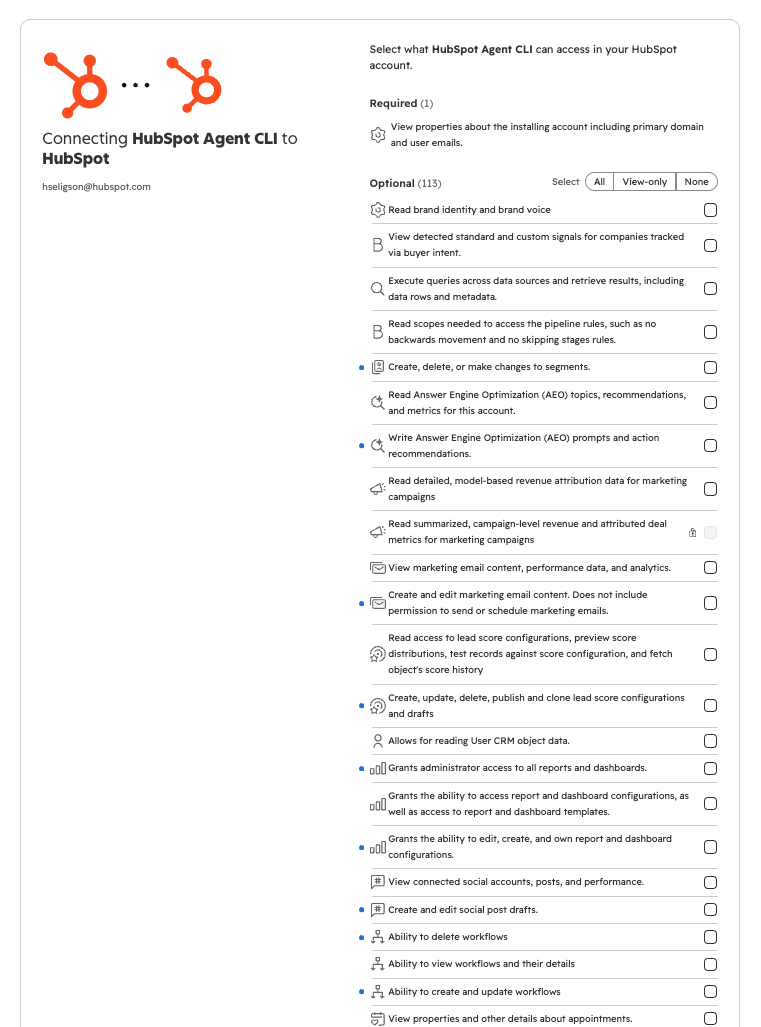 Connecting HubSpot Agent CLI to
HubSpot
hseligson@hubspot.com
Select what HubSpot Agent CLI can access in your HubSpot
account.
Required (1)
View properties about the installing account including primary domain
and user emails.
Optional (113)
Select
All
View-only
None
Read brand identity and brand voice
View detected standard and custom signals for companies tracked
via buyer intent.
Execute queries across data sources and retrieve results, including
data rows and metadata.
Read scopes needed to access the pipeline rules, such as no
backwards movement and no skipping stages rules.
Create, delete, or make changes to segments.
Read Answer Engine Optimization (AEO) topics, recommendations,
and metrics for this account.
Write Answer Engine Optimization (AEO) prompts and action
recommendations.
Read detailed, model-based revenue attribution data for marketing
campaigns
Read summarized, campaign-level revenue and attributed deal
metrics for marketing campaigns
View marketing email content, performance data, and analytics.
Create and edit marketing email content. Does not include
permission to send or schedule marketing emails.
Read access to lead score configurations, preview score
distributions, test records against score configuration, and fetch
object's score history
Create, update, delete, publish and clone lead score configurations
and drafts
Allows for reading User CRM object data.
Grants administrator access to all reports and dashboards.
Grants the ability to access report and dashboard configurations, as
well as access to report and dashboard templates.
Grants the ability to edit, create, and own report and dashboard
configurations.
View connected social accounts, posts, and performance.
Create and edit social post drafts.
Ability to delete workflows
Ability to view workflows and their details
Ability to create and update workflows
View properties and other details about appointments.